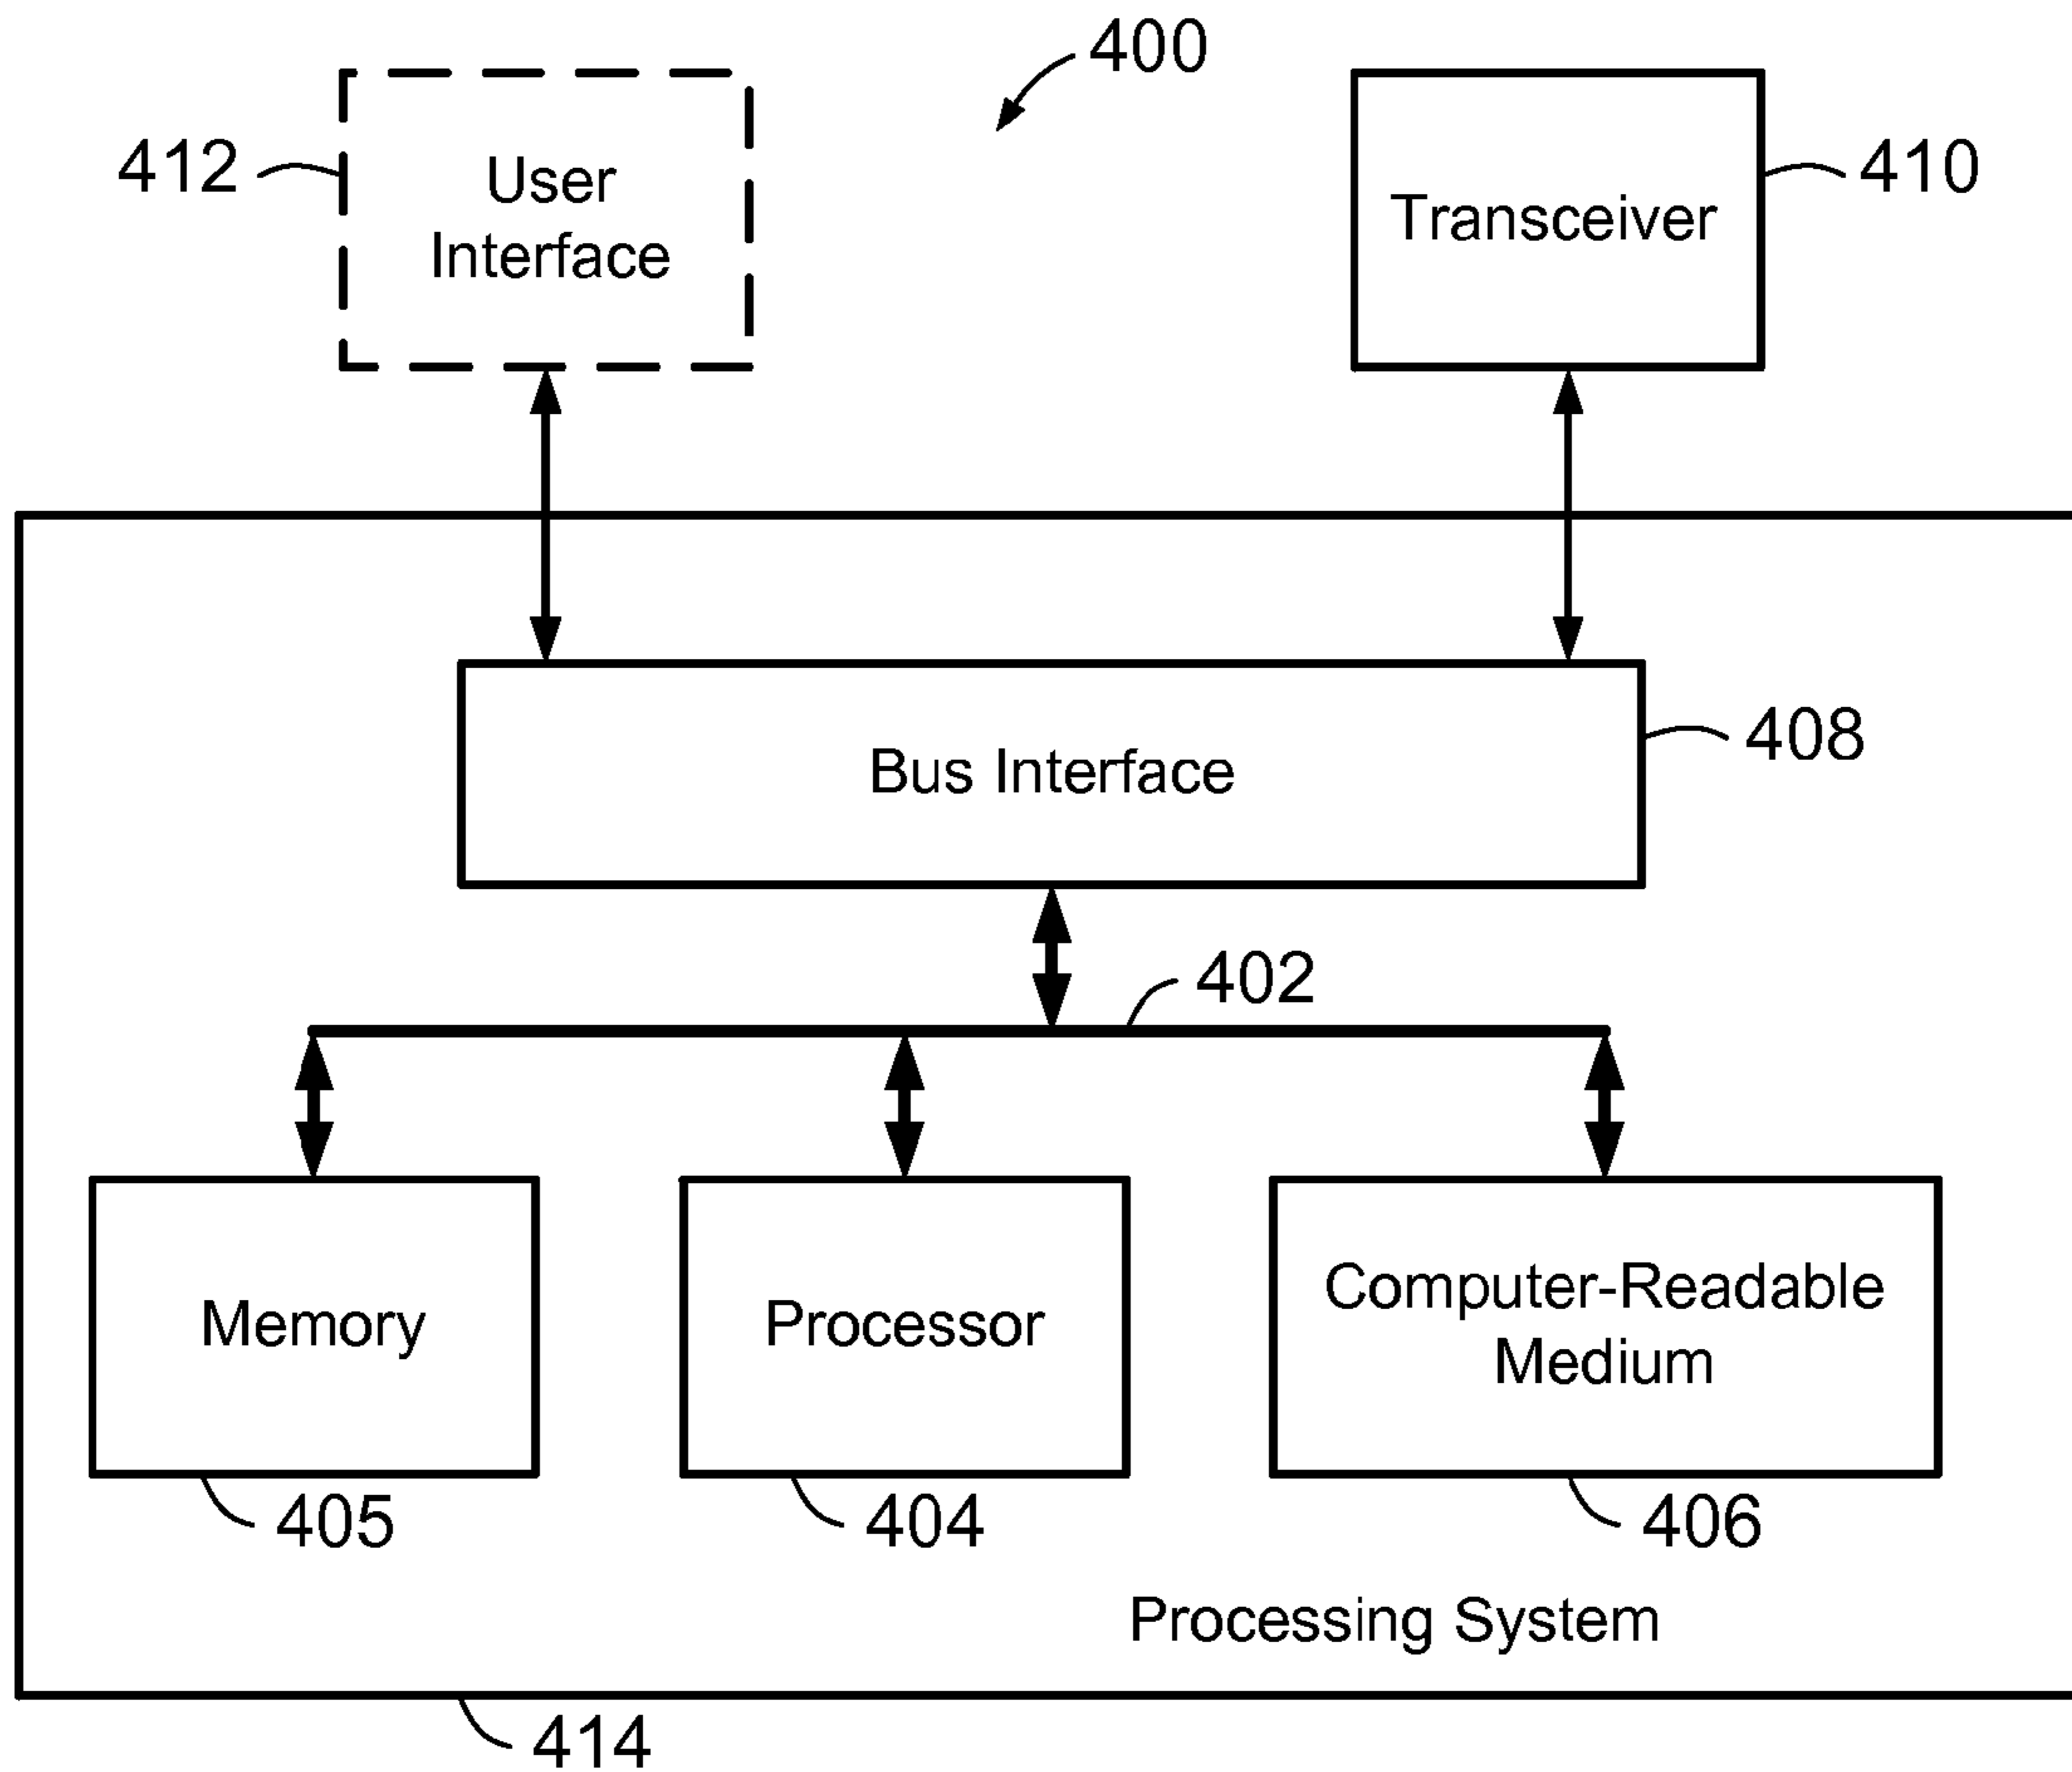 400
412
User
Interface
Transceiver
410
Bus Interface
408
402
Memory
Processor
Computer-Readable
Medium
405
404
406
Processing System
414